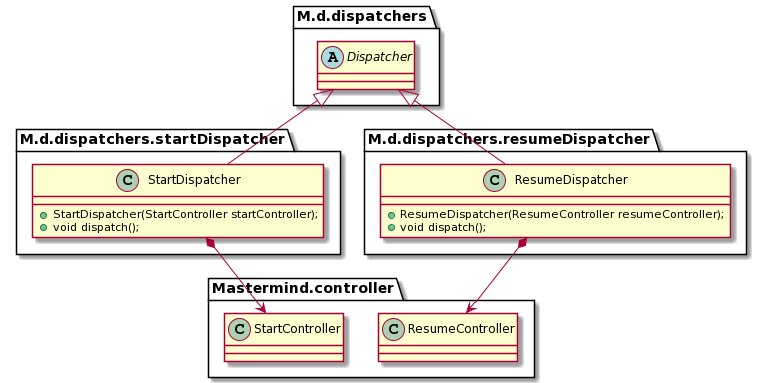 M.d.dispatchers
A Dispatcher
M.d.dispatchers.startDispatcher
C StartDispatcher
StartDispatcher(StartController startController);
void dispatch();
M.d.dispatchers.resumeDispatcher
C ResumeDispatcher
ResumeDispatcher(ResumeController resumeController);
void dispatch();
Mastermind.controller
C StartController
C ResumeController